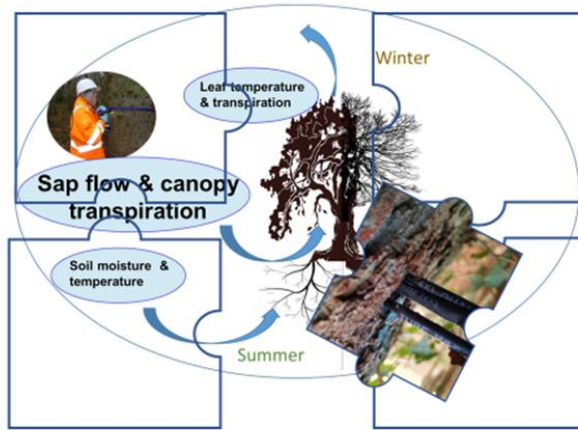 Winter
Leaf temperature
& transpiration
Sap flow & canopy
transpiration
Soil moisture &
temperature
Summer